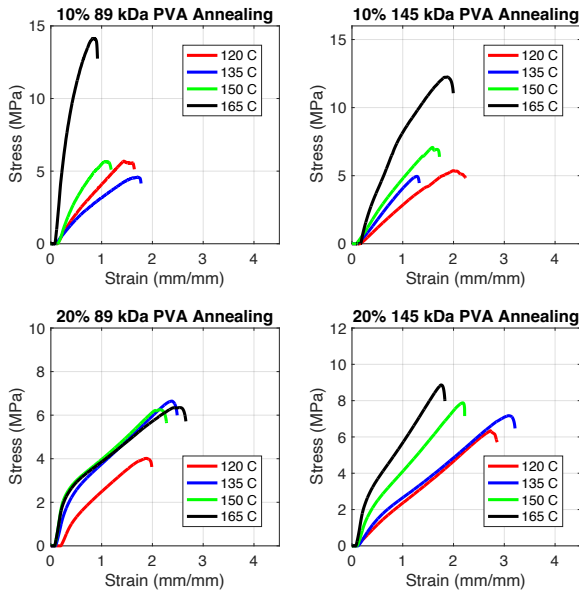 10% 89 kDa PVA Annealing
15
10
5
0
Stress (MPa)
120 C
135 C
150 C
165 C
0 1 2 3 4
Strain (mm/mm)
10% 145 kDa PVA Annealing
15
10
5
0
Stress (MPa)
120 C
135 C
150 C
165 C
0 1 2 3 4
Strain (mm/mm)
20% 89 kDa PVA Annealing
10
8
6
4
2
0
Stress (MPa)
120 C
135 C
150 C
165 C
0 1 2 3 4
Strain (mm/mm)
20% 145 kDa PVA Annealing
12
10
8
6
4
2
0
Stress (MPa)
120 C
135 C
150 C
165 C
0 1 2 3 4
Strain (mm/mm)